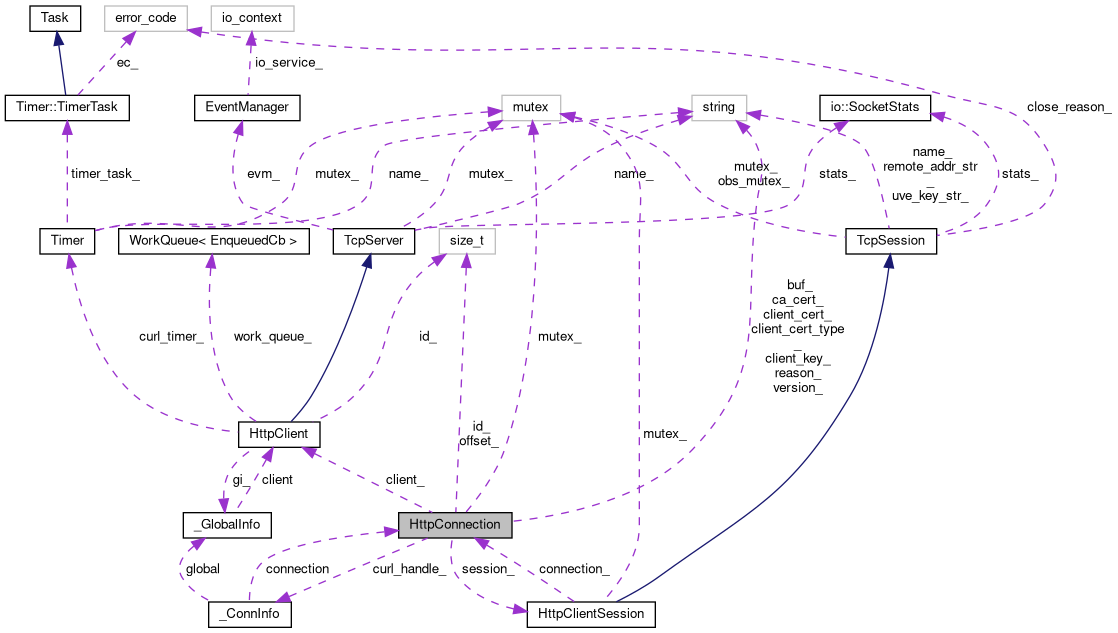 Task
error_code
io_context
ec_
io_service_
close_reason_
Timer::TimerTask
EventManager
mutex
string
io::SocketStats
timer_task_
evm_
mutex_
name_
mutex_
name_
mutex_
obs_mutex_
stats_
name_
remote_addr_str
_
uve_key_str_
stats_
Timer
WorkQueue< EnqueuedCb >
TcpServer
size_t
TcpSession
curl_timer_
work_queue_
id_
mutex_
buf_
ca_cert_
client_cert_
client_cert_type
_
client_key_
reason_
version_
HttpClient
id_
offset_
mutex_
gi_
client
client_
_GlobalInfo
HttpConnection
global
connection
curl_handle_
session_
connection_
_ConnInfo
HttpClientSession